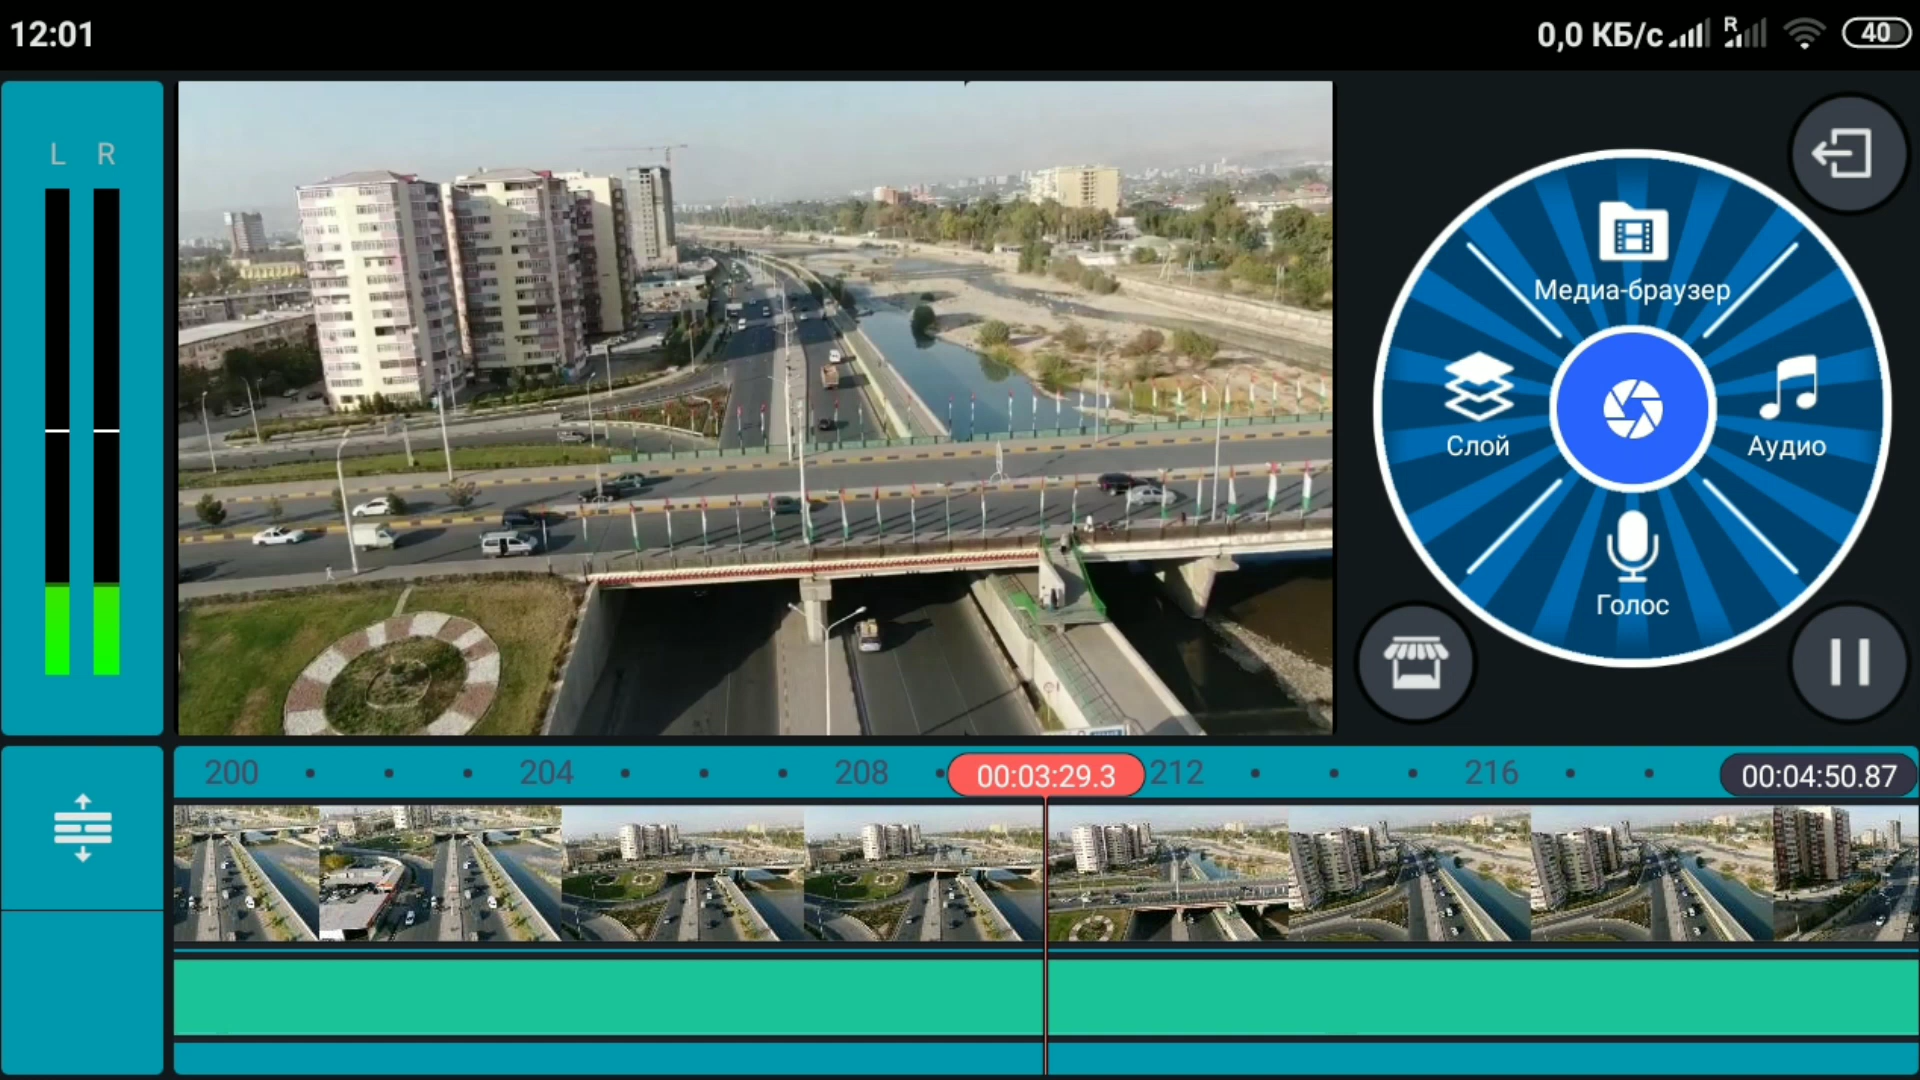 12:01
0,0 КБ/с R 40
L R
Медиа-браузер
Слой
Аудио
Голос
200 204 208 00:03:29.3 212 216 00:04:50.87